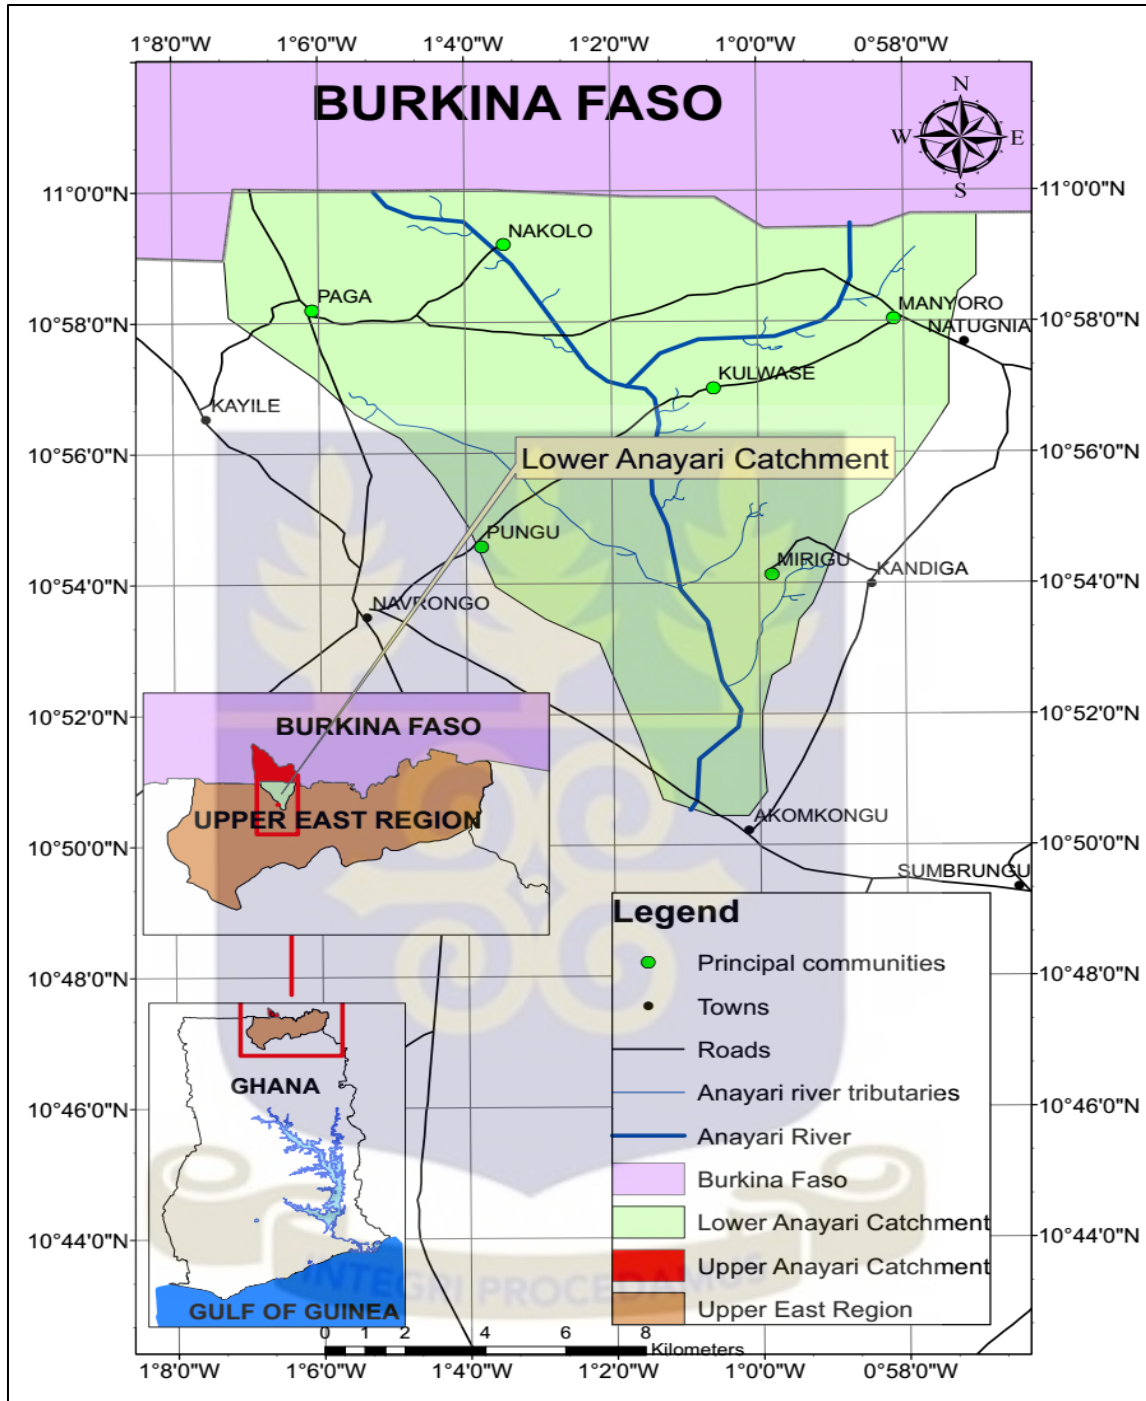 1°8'0"W 1°6'0"W 1°4'0"W 1°2'0"W 1°0'0"W 0°58'0"W
BURKINA FASO
N
W E
S
11°0'0"N 11°0'0"N
NAKOLO
PAGA
MANYORO
10°58'0"N 10°58'0"N
NATUGNIA
KULWASE
KAYILE
10°56'0"N 10°56'0"N
Lower Anayari Catchment
PUNGU
MIRIGU
KANDIGA
10°54'0"N 10°54'0"N
NAVRONGO
10°52'0"N 10°52'0"N
BURKINA FASO
UPPER EAST REGION
AKOMKONGU
10°50'0"N 10°50'0"N
SUMBRUNGU
Legend
Principal communities
10°48'0"N 10°48'0"N
Towns
Roads
GHANA
Anayari river tributaries
10°46'0"N 10°46'0"N
Anayari River
Burkina Faso
Lower Anayari Catchment
10°44'0"N 10°44'0"N
Upper Anayari Catchment
INTEGRI PROCEDAMUS
Upper East Region
GULF OF GUINEA
0 1 2 4 6 8
Kilometers
1°8'0"W 1°6'0"W 1°4'0"W 1°2'0"W 1°0'0"W 0°58'0"W